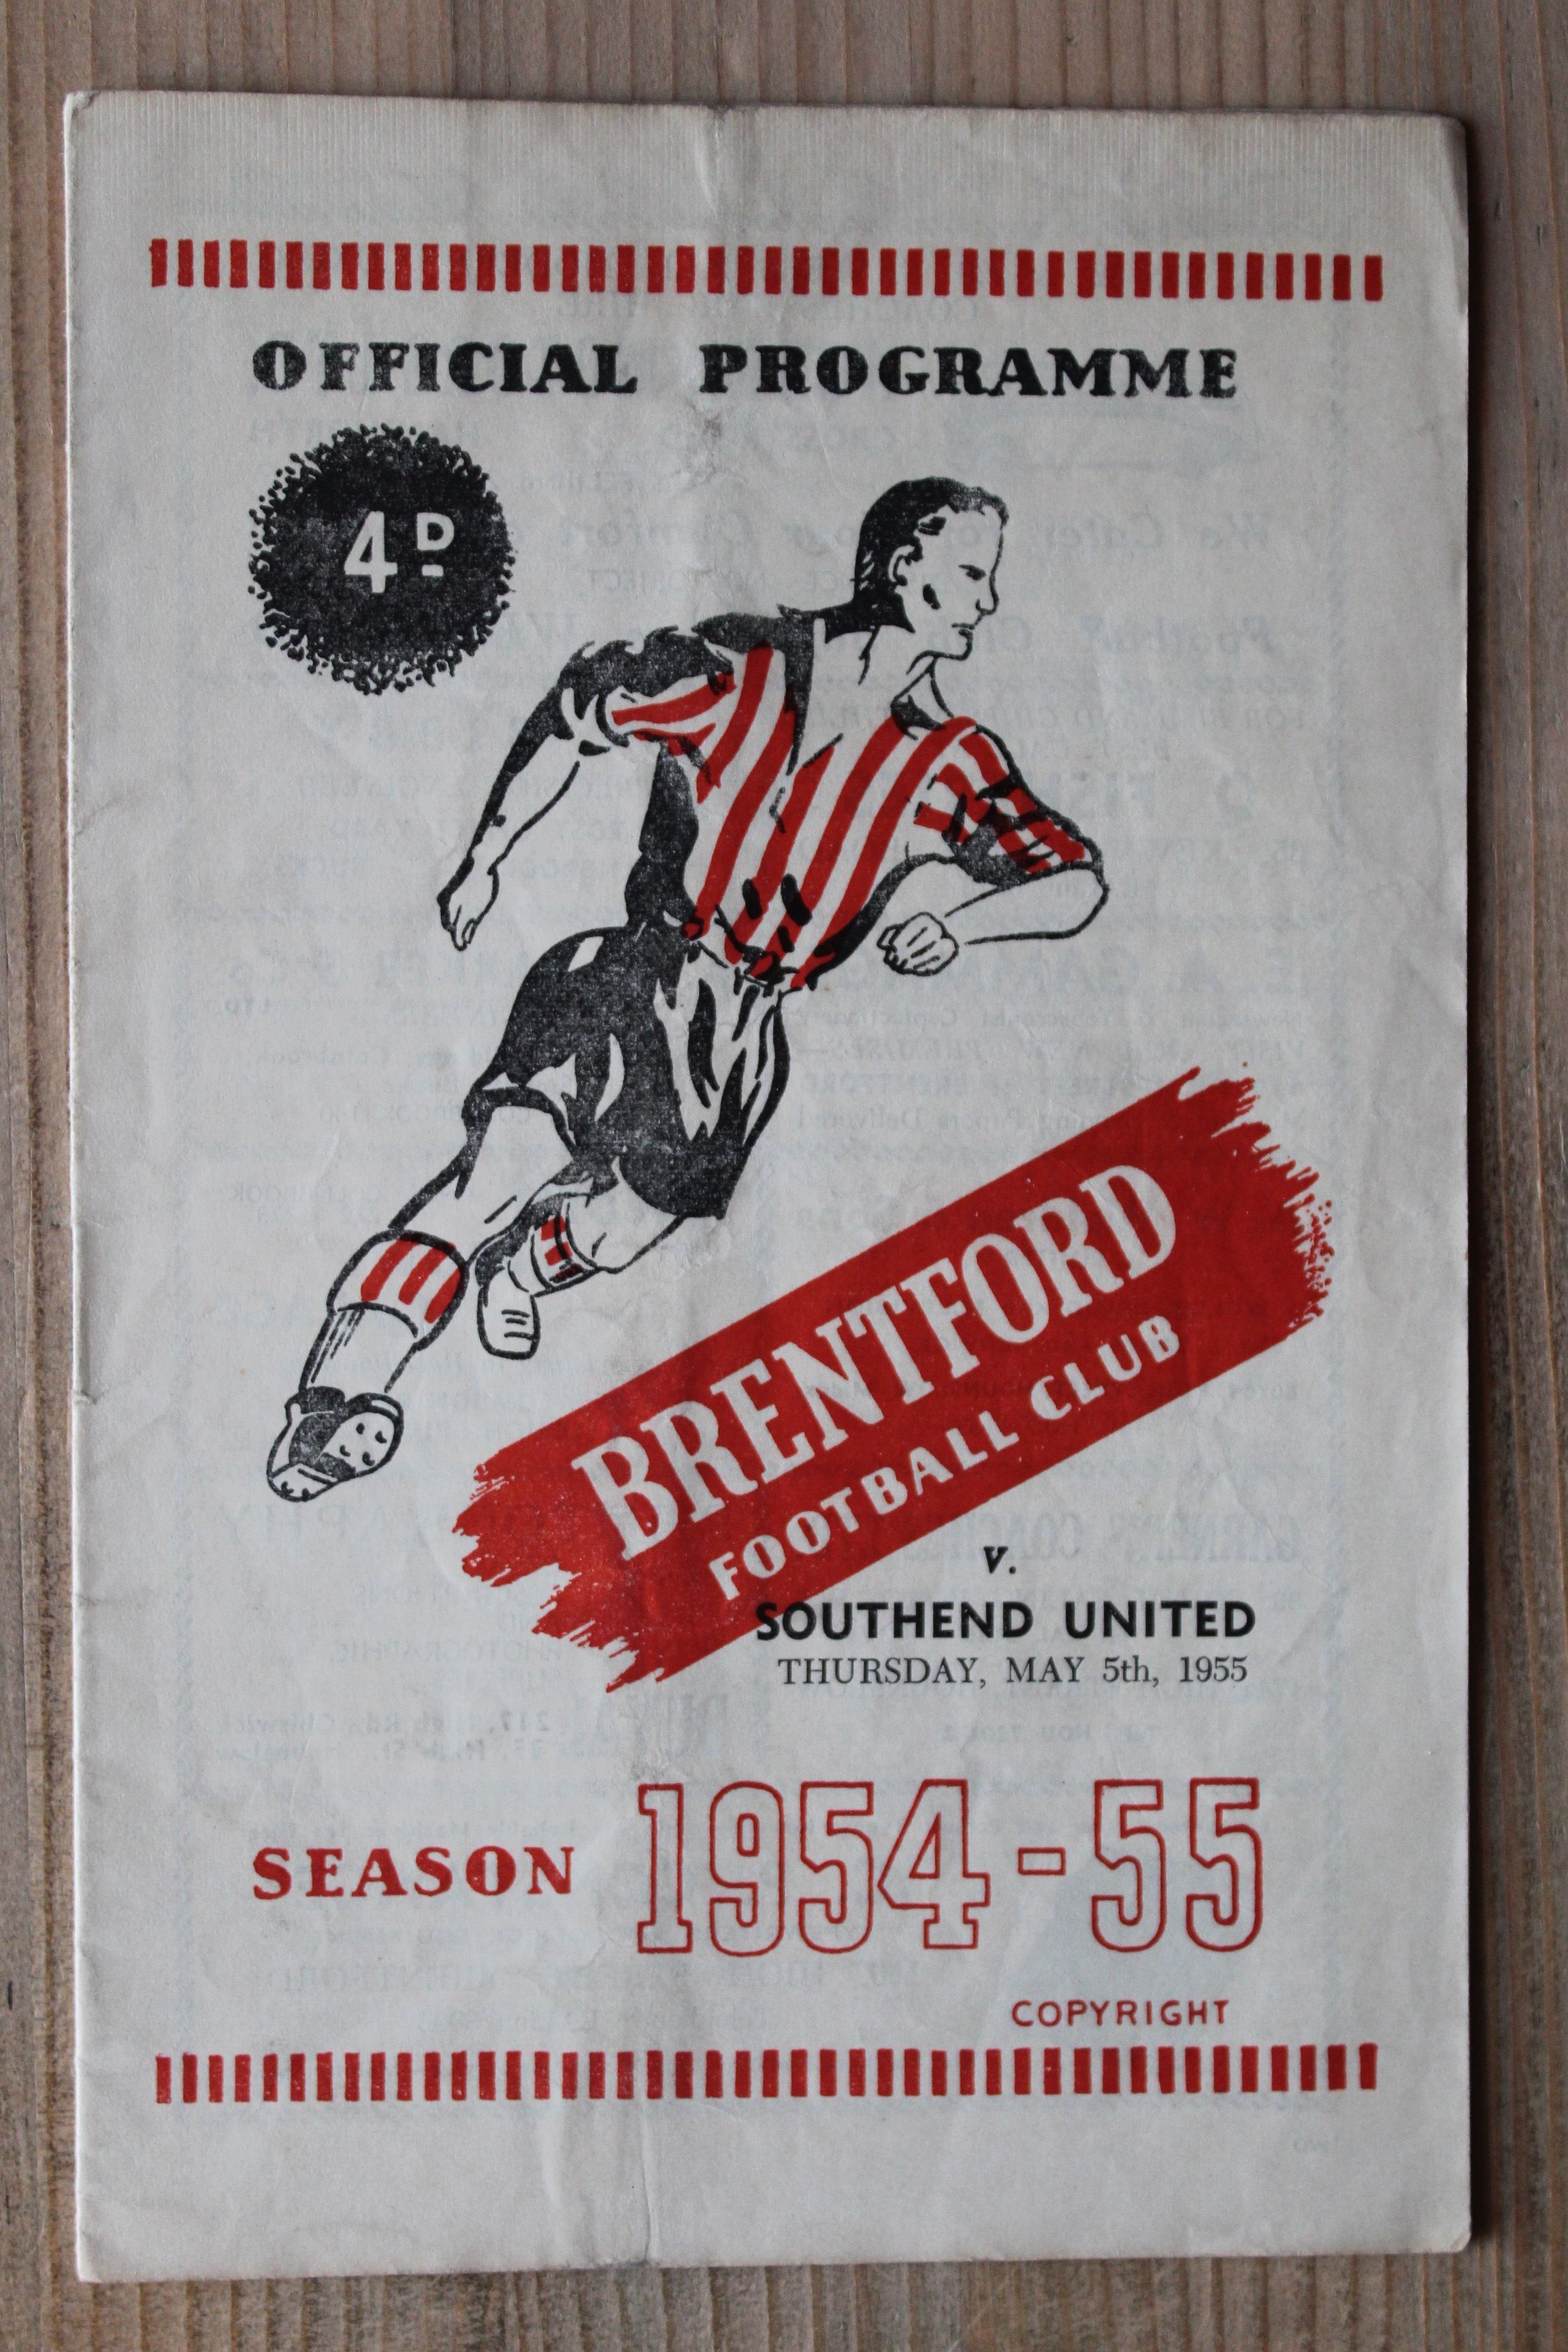 OFFICIAL PROGRAMME
4D
BRENTFORD
FOOTBALL CLUB
v.
SOUTHEND UNITED
THURSDAY, MAY 5th, 1955
SEASON 1954-55
COPYRIGHT